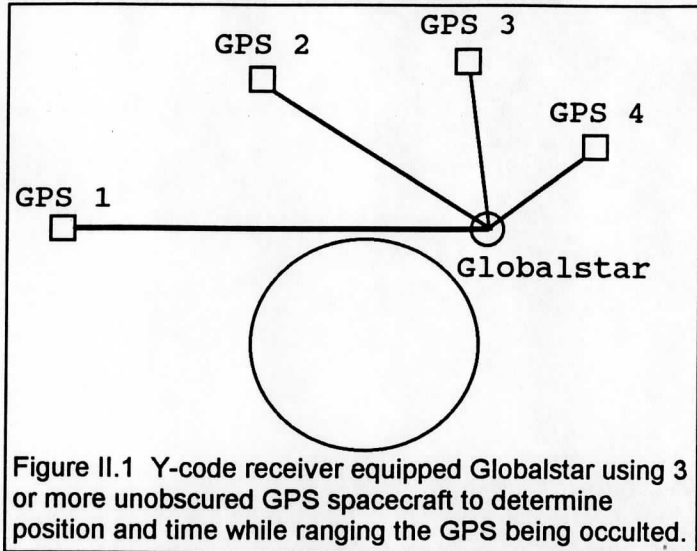 GPS 3
GPS 2
GPS 4
GPS 1
Globalstar
Figure II.1 Y-code receiver equipped Globalstar using 3
or more unobscured GPS spacecraft to determine
position and time while ranging the GPS being occulted.